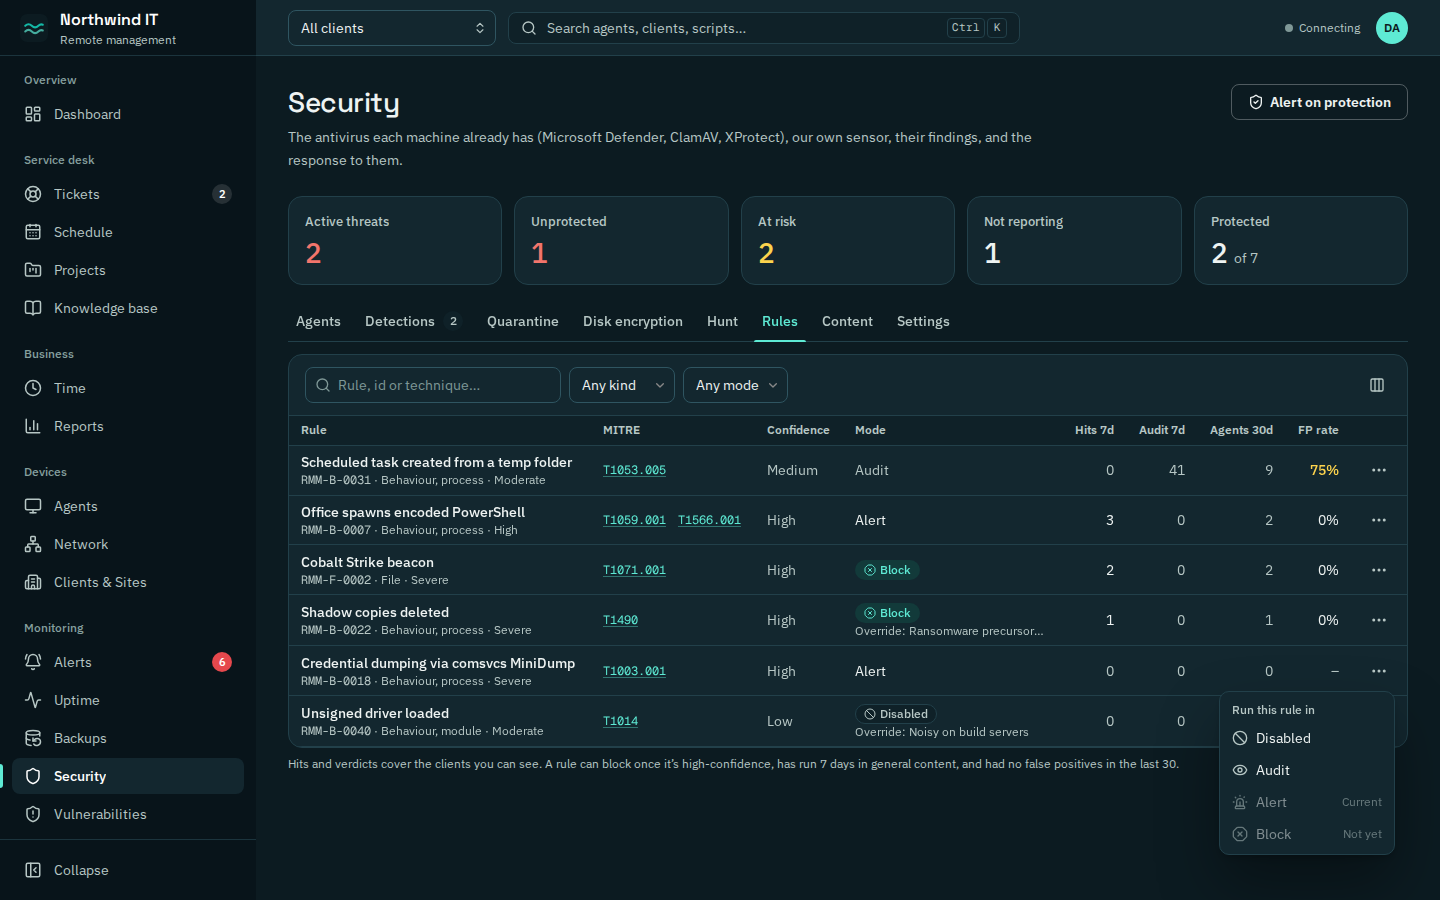 Northwind IT
Remote management
All clients
Search agents, clients, scripts...
Ctrl K
Connecting
DA
Overview
Dashboard
Service desk
Tickets 2
Schedule
Projects
Knowledge base
Business
Time
Reports
Devices
Agents
Network
Clients & Sites
Monitoring
Alerts 6
Uptime
Backups
Security
Vulnerabilities
Collapse
Security
Alert on protection
The antivirus each machine already has (Microsoft Defender, ClamAV, XProtect), our own sensor, their findings, and the
response to them.
Active threats
2
Unprotected
1
At risk
2
Not reporting
1
Protected
2 of 7
Agents Detections 2 Quarantine Disk encryption Hunt Rules Content Settings
Rule, id or technique...
Any kind
Any mode
Rule MITRE Confidence Mode Hits 7d Audit 7d Agents 30d FP rate
Scheduled task created from a temp folder
RMM-B-0031 · Behaviour, process · Moderate
T1053.005 Medium Audit 0 41 9 75%
Office spawns encoded PowerShell
RMM-B-0007 · Behaviour, process · High
T1059.001 T1566.001 High Alert 3 0 2 0%
Cobalt Strike beacon
RMM-F-0002 · File · Severe
T1071.001 High Block 2 0 2 0%
Shadow copies deleted
RMM-B-0022 · Behaviour, process · Severe
T1490 High Block
Override: Ransomware precursor...
1 0 1 0%
Credential dumping via comsvcs MiniDump
RMM-B-0018 · Behaviour, process · Severe
T1003.001 High Alert 0 0 0 –
Unsigned driver loaded
RMM-B-0040 · Behaviour, module · Moderate
T1014 Low Disabled
Override: Noisy on build servers
0 0
Run this rule in
Disabled
Audit
Alert Current
Block Not yet
Hits and verdicts cover the clients you can see. A rule can block once it's high-confidence, has run 7 days in general content, and had no false positives in the last 30.